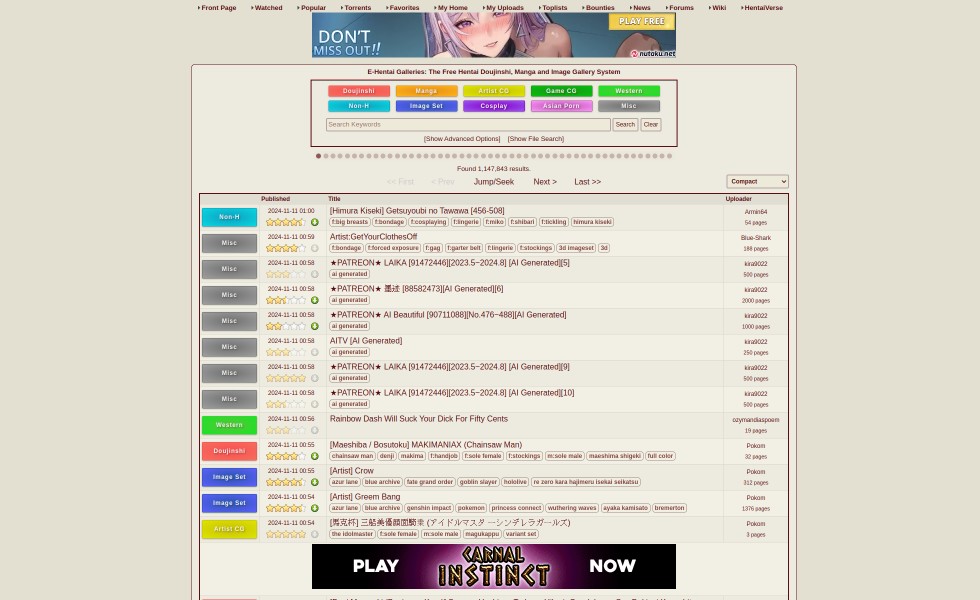 Front Page Watched Popular Torrents Favorites My Home My Uploads Toplists Bounties News Forums Wiki HentaiVerse
DON'T
MISS OUT!!
PLAY FREE
nutaku.net
E-Hentai Galleries: The Free Hentai Doujinshi, Manga and Image Gallery System
Doujinshi Manga Artist CG Game CG Western
Non-H Image Set Cosplay Asian Porn Misc
Search Keywords Search Clear
[Show Advanced Options] [Show File Search]
Found 1,147,843 results.
<< First < Prev Jump/Seek Next > Last >>
Compact
Published Title Uploader
Non-H 2024-11-11 01:00 [Himura Kiseki] Getsuyoubi no Tawawa [456-508] Armin64
f:big breasts f:bondage f:cosplaying f:lingerie f:miko f:shibari f:tickling himura kiseki 54 pages
Misc 2024-11-11 00:59 Artist:GetYourClothesOff Blue-Shark
f:bondage f:forced exposure f:gag f:garter belt f:lingerie f:stockings 3d imageset 3d 188 pages
Misc 2024-11-11 00:58 ★PATREON★ LAIKA [91472446][2023.5~2024.8] [AI Generated][5] kira9022
ai generated 500 pages
Misc 2024-11-11 00:58 ★PATREON★ 墨迹 [88582473][AI Generated][6] kira9022
ai generated 2000 pages
Misc 2024-11-11 00:58 ★PATREON★ AI Beautiful [90711088][No.476~488][AI Generated] kira9022
ai generated 1000 pages
Misc 2024-11-11 00:58 AITV [AI Generated] kira9022
ai generated 250 pages
Misc 2024-11-11 00:58 ★PATREON★ LAIKA [91472446][2023.5~2024.8] [AI Generated][9] kira9022
ai generated 500 pages
Misc 2024-11-11 00:58 ★PATREON★ LAIKA [91472446][2023.5~2024.8] [AI Generated][10] kira9022
ai generated 500 pages
Western 2024-11-11 00:56 Rainbow Dash Will Suck Your Dick For Fifty Cents ozymandiaspoem
19 pages
Doujinshi 2024-11-11 00:55 [Maeshiba / Bosutoku] MAKIMANIAX (Chainsaw Man) Pokom
chainsaw man denji makima f:handjob f:sole female f:stockings m:sole male maeshima shigeki full color 32 pages
Image Set 2024-11-11 00:55 [Artist] Crow Pokom
azur lane blue archive fate grand order goblin slayer hololive re zero kara hajimeru isekai seikatsu 312 pages
Image Set 2024-11-11 00:54 [Artist] Greem Bang Pokom
azur lane blue archive genshin impact pokemon princess connect wuthering waves ayaka kamisato bremerton 1376 pages
Artist CG 2024-11-11 00:54 [馬克杯] 三船美優顔面騎乗 (アイドルマスター シンデレラガールズ) Pokom
the idolmaster f:sole female m:sole male magukappu variant set 3 pages
PLAY CARNAL INSTINCT NOW